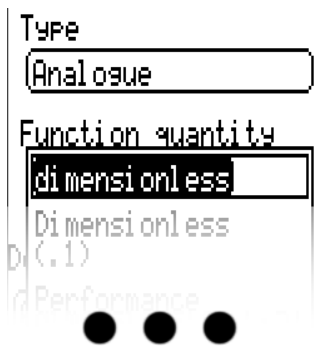 Type
Analogue
Function quantity
dimensionless
Dimensionless
(.1)
Performance